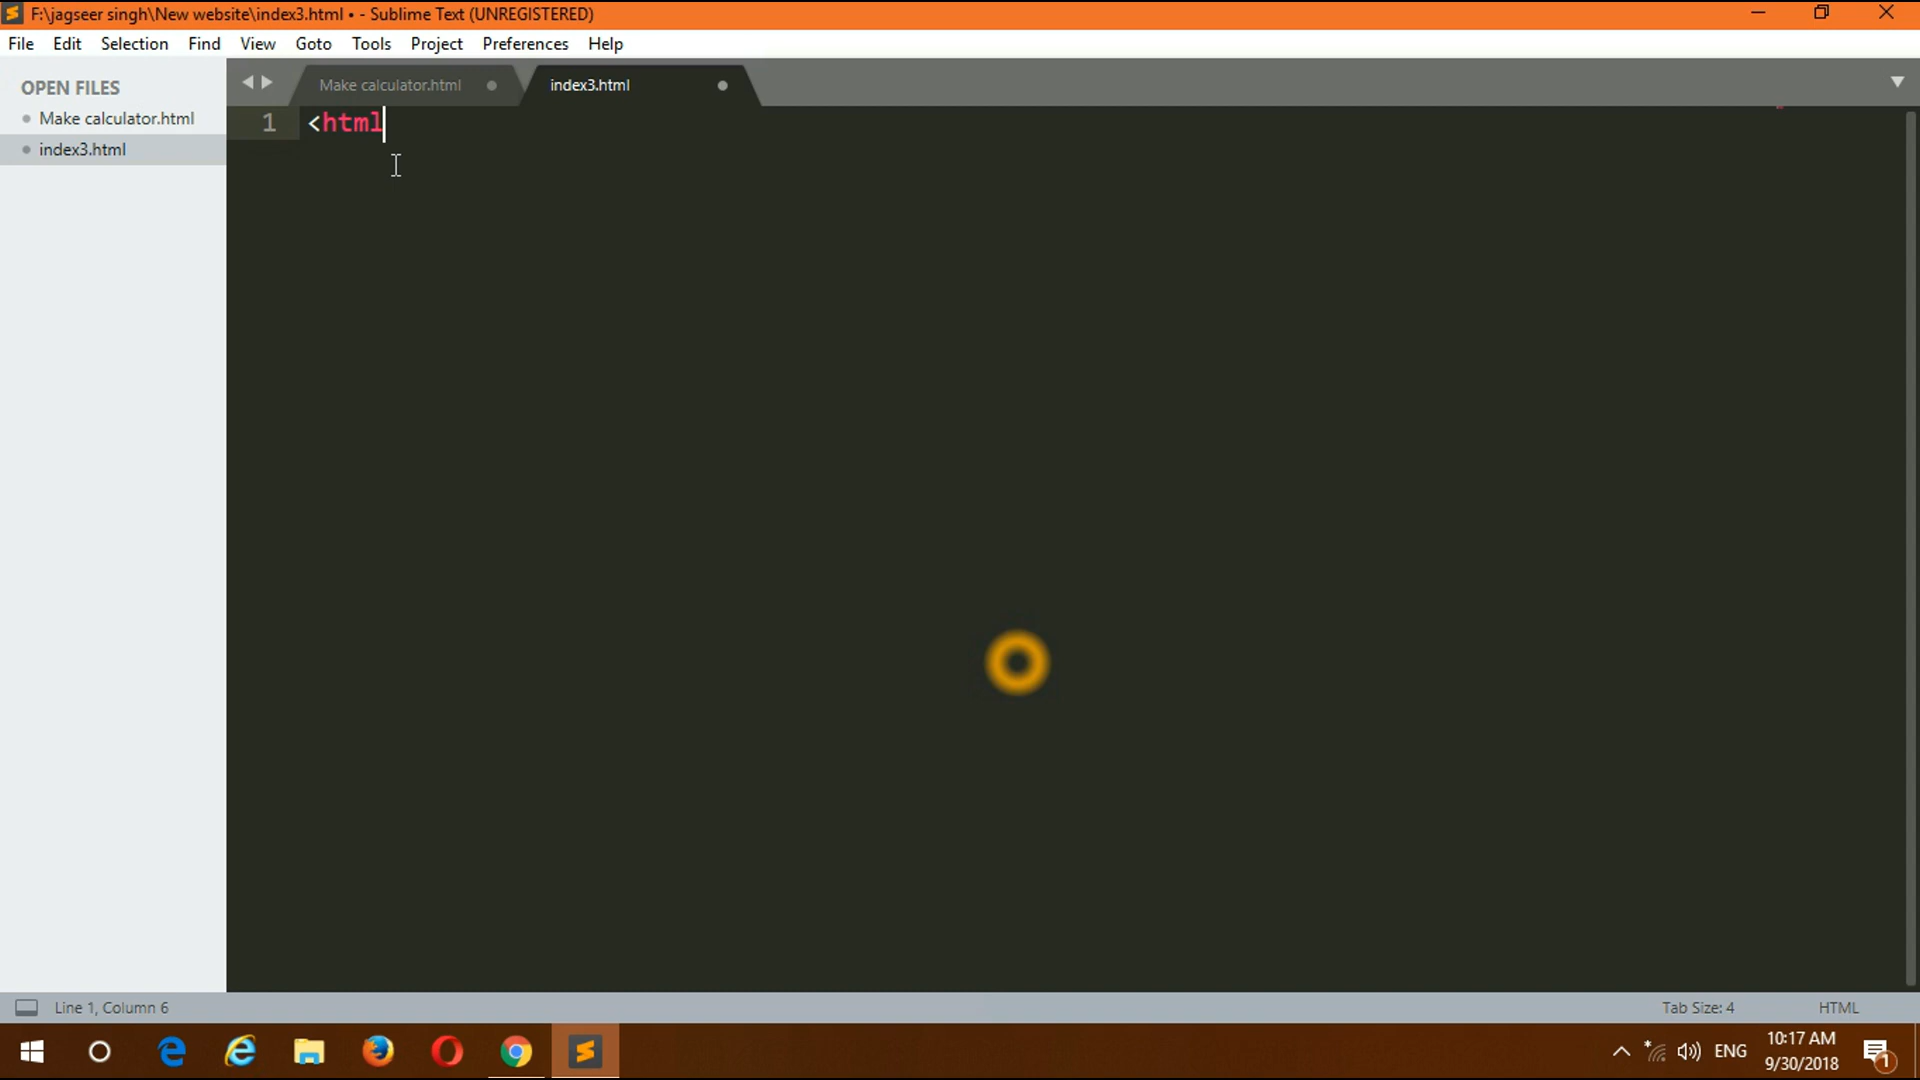 F:\jagseer singh\New website\index3.html • - Sublime Text (UNREGISTERED)
File Edit Selection Find View Goto Tools Project Preferences Help
OPEN FILES
Make calculator.html
index3.html
Make calculator.html index3.html
1 <html
Line 1, Column 6 Tab Size: 4 HTML
ENG
10:17 AM
9/30/2018
1